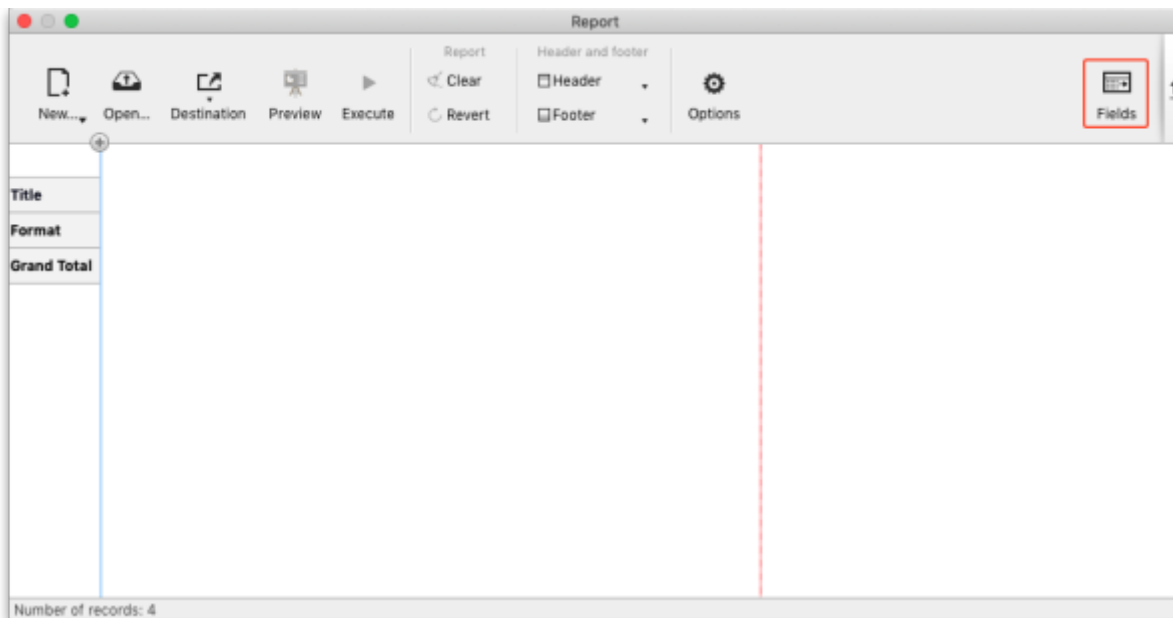 Report
Report
Header and footer
Clear
Header
New...
Open...
Destination
Preview
Execute
Revert
Footer
Options
Fields
Title
Format
Grand Total
Number of records: 4